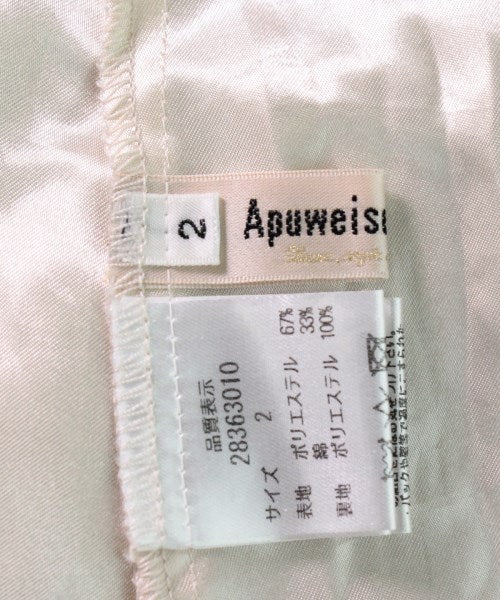 2
Apuweise
品質表示
28363010
サイズ 2
表地 ポリエステル 67%
綿 33%
裏地 ポリエステル 100%